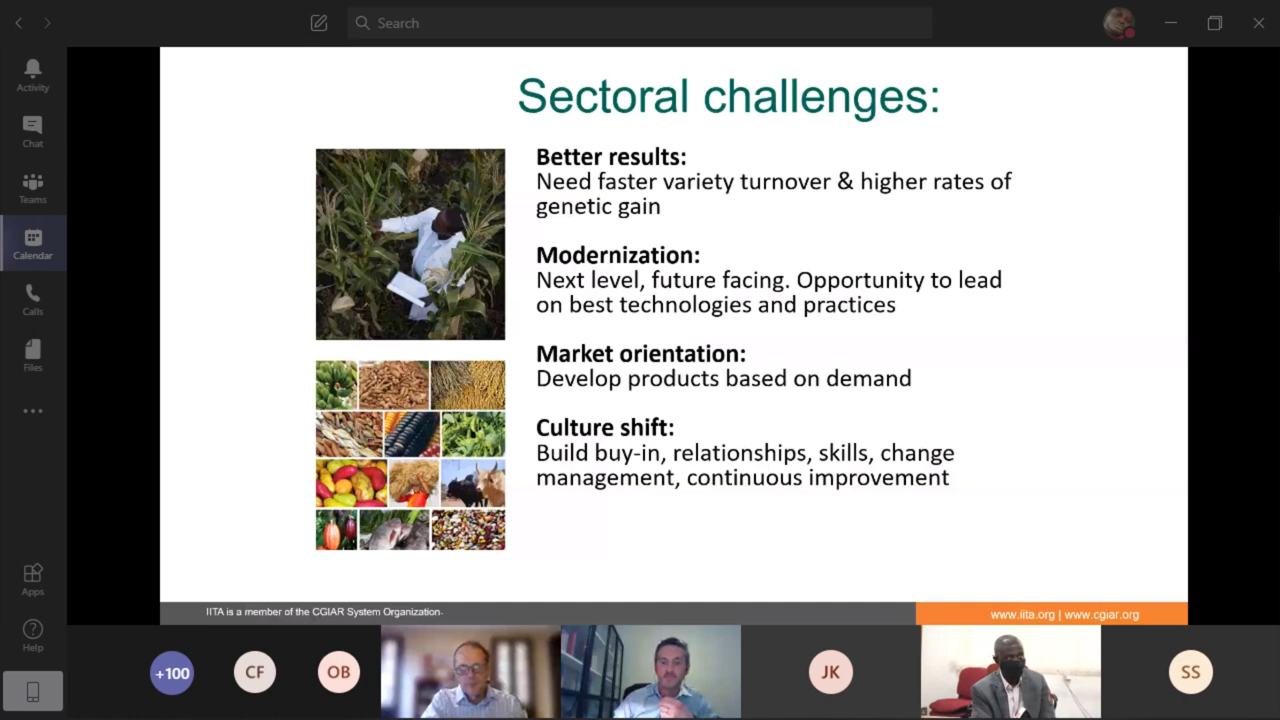 Search
Activity
Chat
Teams
Calendar
Calls
Files
Apps
Help
Sectoral challenges:
Better results:
Need faster variety turnover & higher rates of
genetic gain
Modernization:
Next level, future facing. Opportunity to lead
on best technologies and practices
Market orientation:
Develop products based on demand
Culture shift:
Build buy-in, relationships, skills, change
management, continuous improvement
IITA is a member of the CGIAR System Organization.
www.iita.org | www.cgiar.org
+100
CF
OB
JK
SS